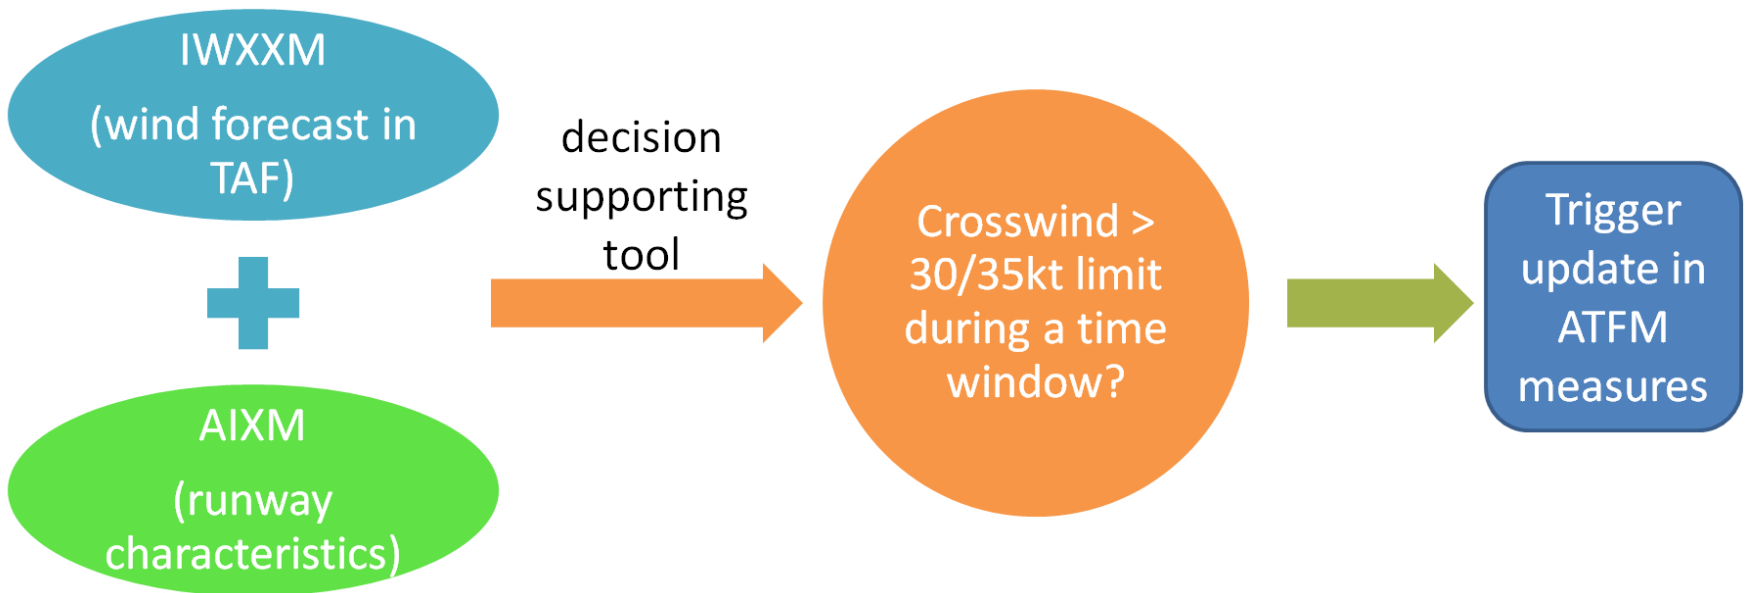 IWXXM
(wind forecast in
TAF)
AIXM
(runway
characteristics)
decision
supporting
tool
Crosswind >
30/35kt limit
during a time
window?
Trigger
update in
ATFM
measures